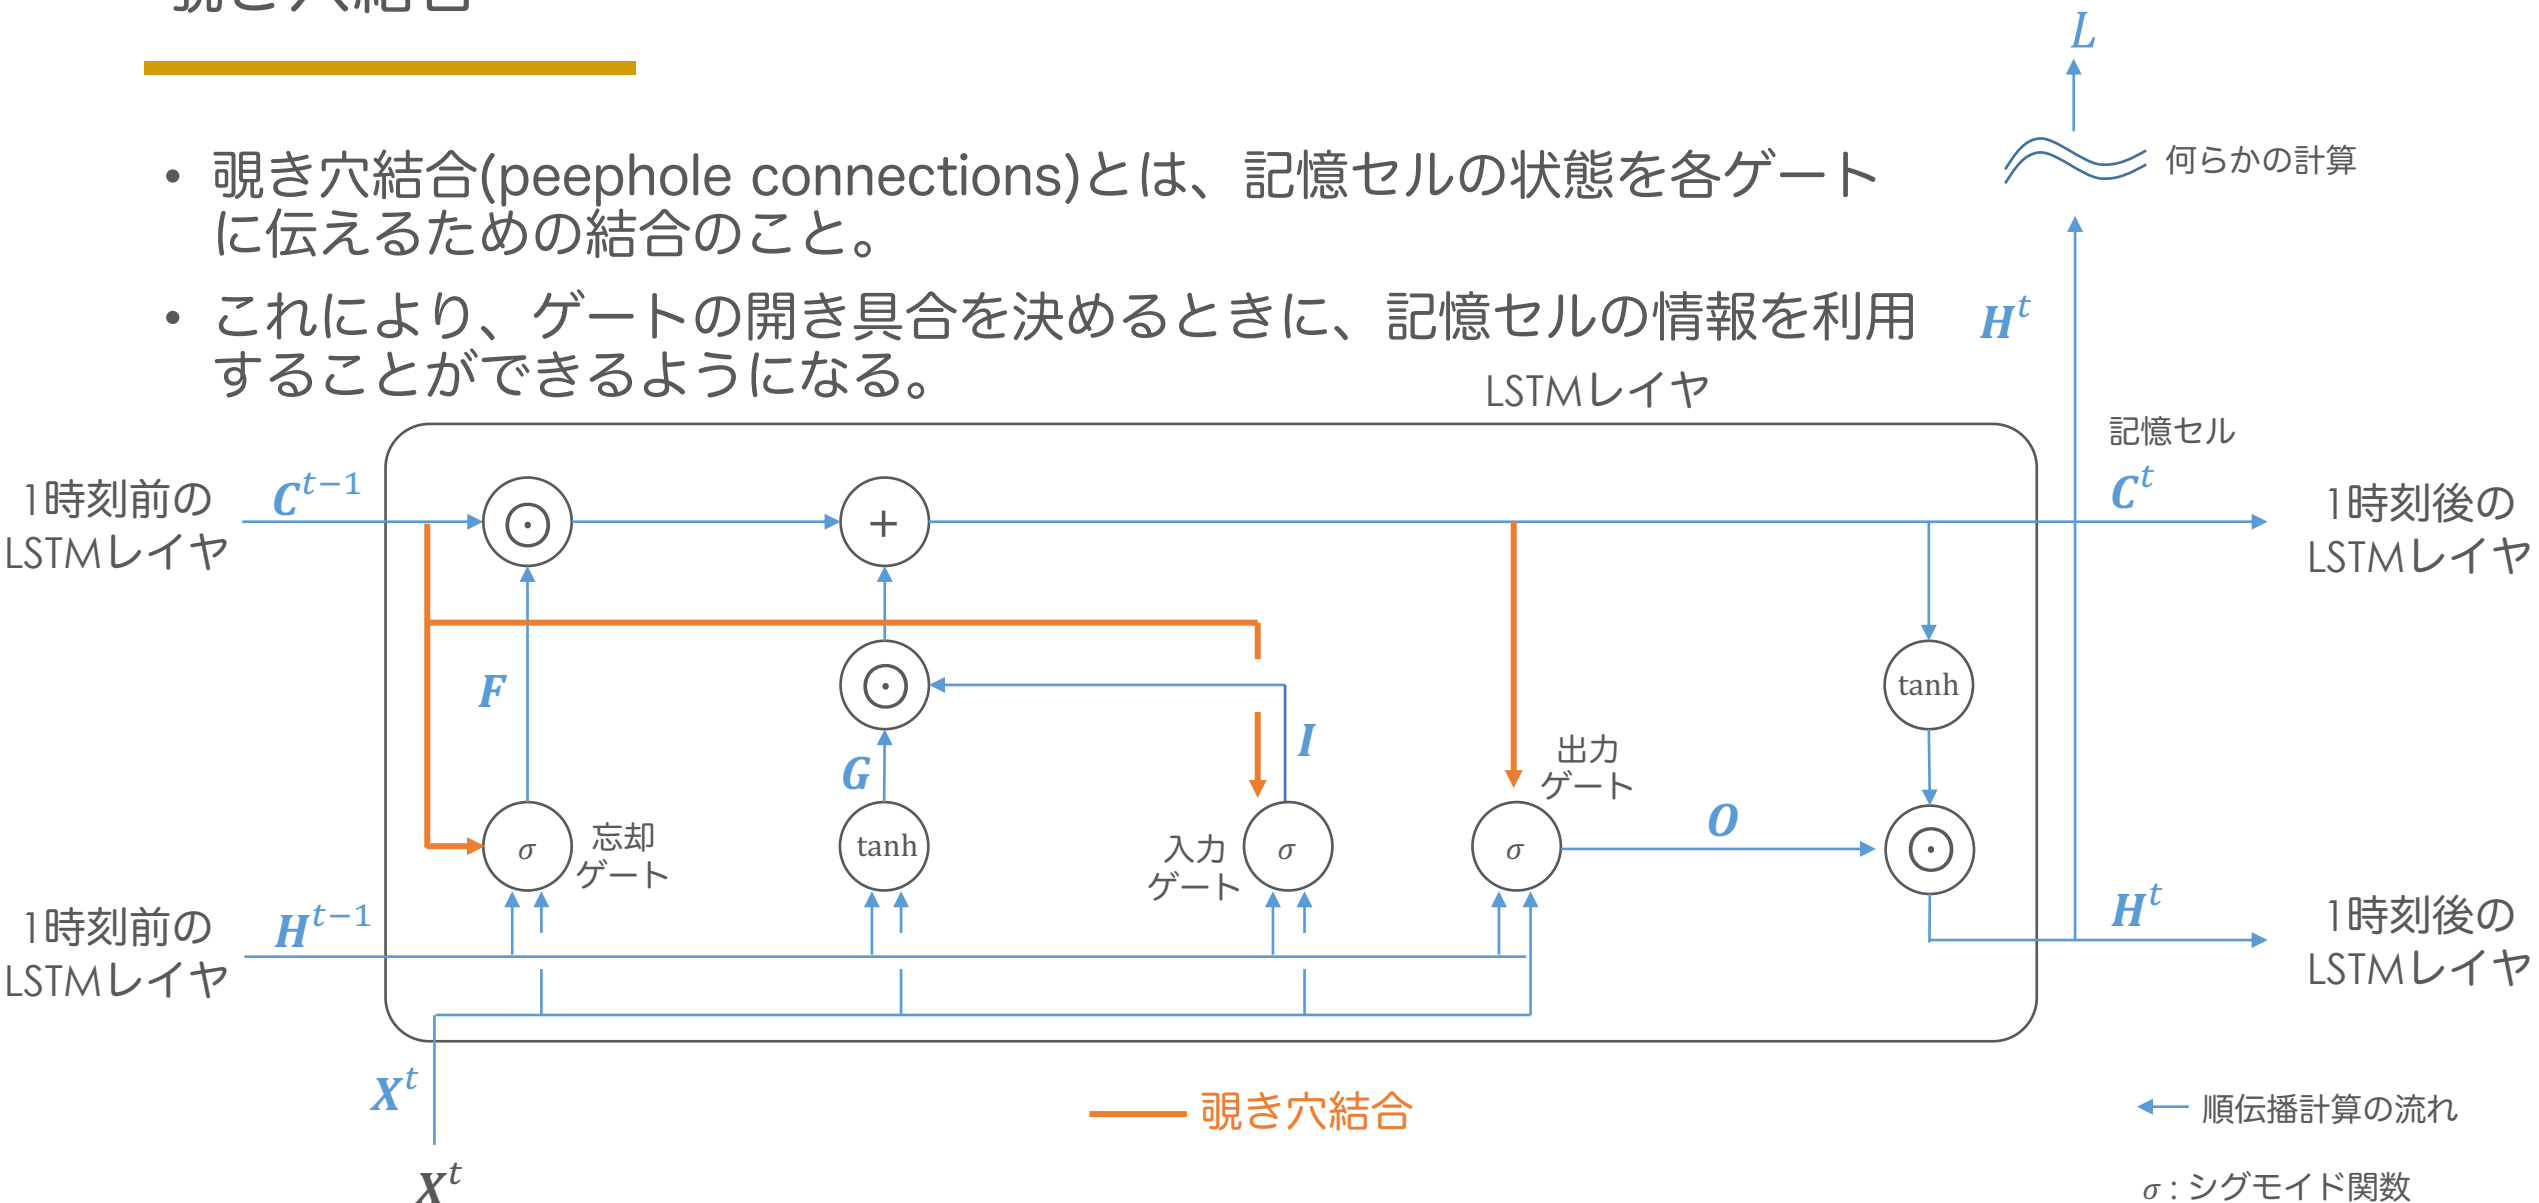 覗き穴結合
L
何らかの計算
• 覗き穴結合(peephole connections)とは、記憶セルの状態を各ゲート
に伝えるための結合のこと。
• これにより、ゲートの開き具合を決めるときに、記憶セルの情報を利用
することができるようになる。
H^t
LSTMレイヤ
記憶セル
1時刻前の
LSTMレイヤ
C^{t−1}
⊙
+
C^t
1時刻後の
LSTMレイヤ
F
⊙
I
tanh
G
出力
ゲート
σ
忘却
ゲート
tanh
入力
ゲート
σ
σ
O
⊙
1時刻前の
LSTMレイヤ
H^{t−1}
H^t
1時刻後の
LSTMレイヤ
X^t
覗き穴結合
順伝播計算の流れ
X^t
σ : シグモイド関数